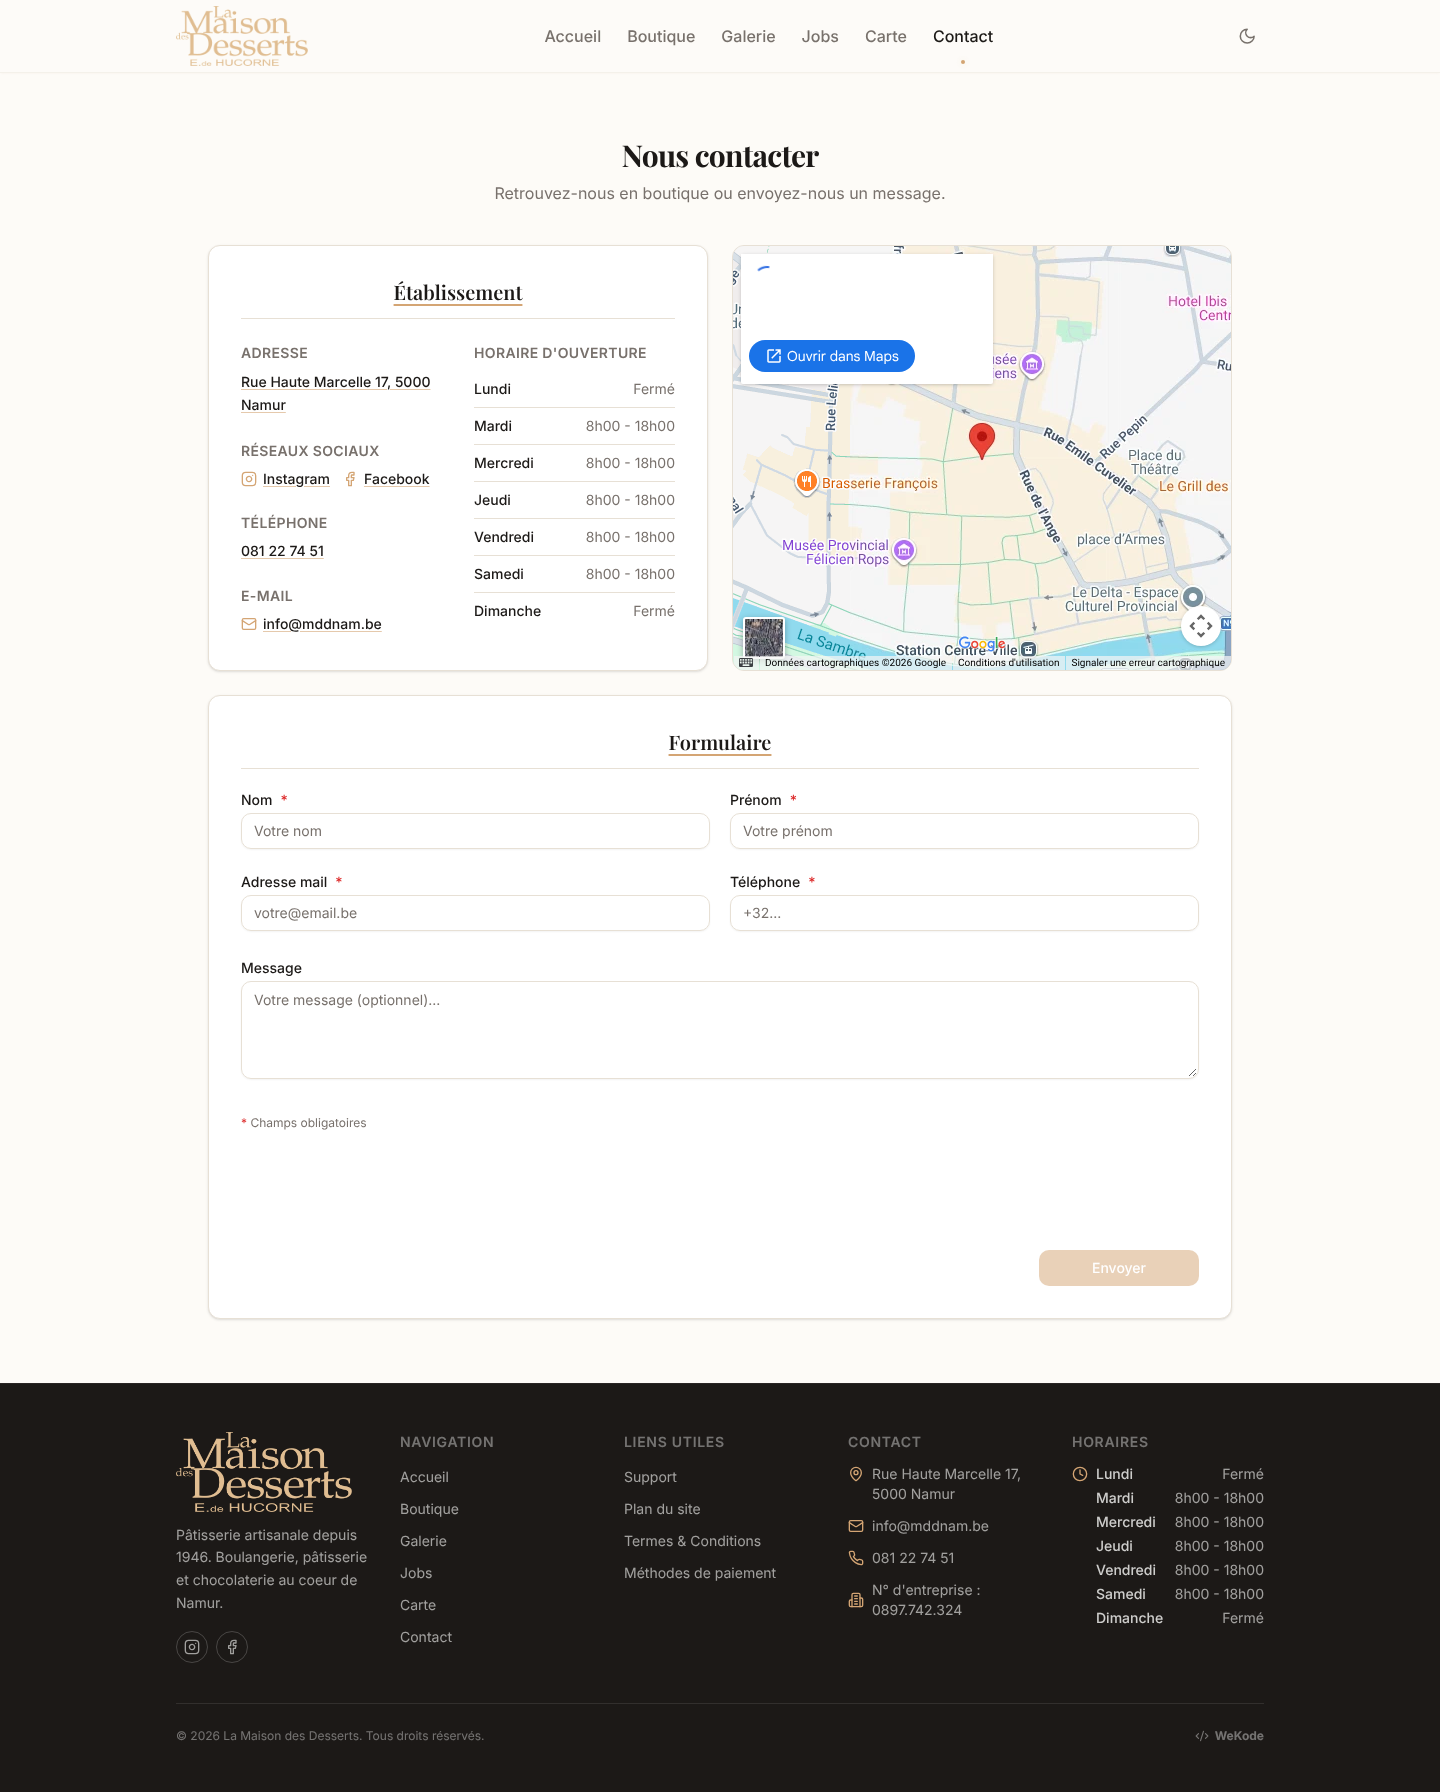 La
Maison
des Desserts
E.de HUCORNE
Accueil
Boutique
Galerie
Jobs
Carte
Contact
Nous contacter
Retrouvez-nous en boutique ou envoyez-nous un message.
Établissement
ADRESSE
Rue Haute Marcelle 17, 5000
Namur
RÉSEAUX SOCIAUX
Instagram
Facebook
TÉLÉPHONE
081 22 74 51
E-MAIL
info@mddnam.be
HORAIRE D'OUVERTURE
Lundi Fermé
Mardi 8h00 - 18h00
Mercredi 8h00 - 18h00
Jeudi 8h00 - 18h00
Vendredi 8h00 - 18h00
Samedi 8h00 - 18h00
Dimanche Fermé
Ouvrir dans Maps
Hotel Ibis
Rue Emile Cuvelier
Rue Pepin
Place du
Théâtre
Le Grill des
Brasserie François
Rue de l'Ange
place d'Armes
Musée Provincial
Félicien Rops
Le Delta - Espace
Culturel Provincial
La Sambre
Station Centre-Ville
Google
Données cartographiques ©2026 Google
Conditions d'utilisation
Signaler une erreur cartographique
Formulaire
Nom *
Votre nom
Prénom *
Votre prénom
Adresse mail *
votre@email.be
Téléphone *
+32...
Message
Votre message (optionnel)...
* Champs obligatoires
Envoyer
La
Maison
des Desserts
E.de HUCORNE
Pâtisserie artisanale depuis
1946. Boulangerie, pâtisserie
et chocolaterie au coeur de
Namur.
NAVIGATION
Accueil
Boutique
Galerie
Jobs
Carte
Contact
LIENS UTILES
Support
Plan du site
Termes & Conditions
Méthodes de paiement
CONTACT
Rue Haute Marcelle 17,
5000 Namur
info@mddnam.be
081 22 74 51
N° d'entreprise :
0897.742.324
HORAIRES
Lundi Fermé
Mardi 8h00 - 18h00
Mercredi 8h00 - 18h00
Jeudi 8h00 - 18h00
Vendredi 8h00 - 18h00
Samedi 8h00 - 18h00
Dimanche Fermé
© 2026 La Maison des Desserts. Tous droits réservés.
WeKode